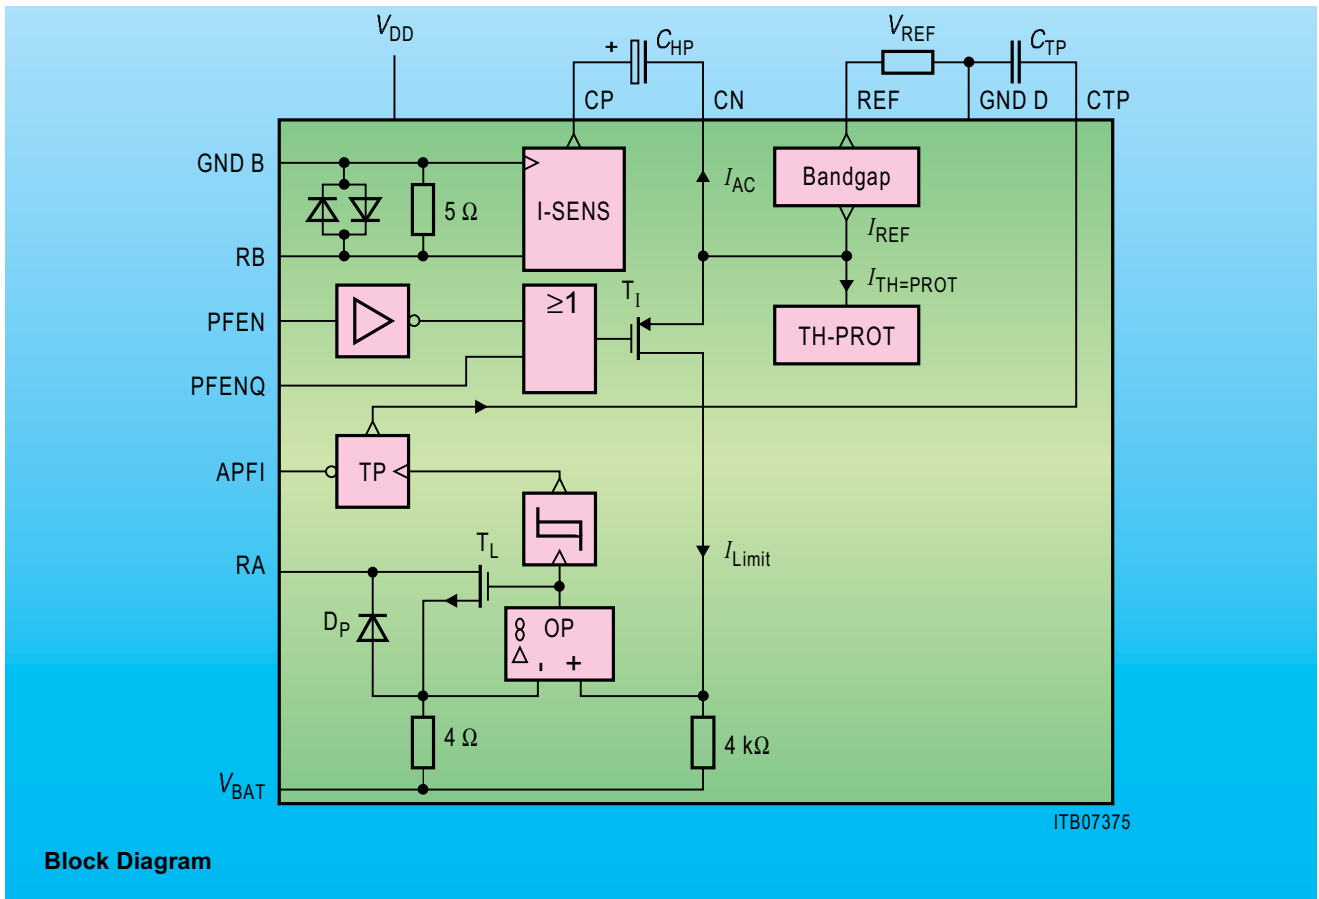 VDD
+ CHP
VREF
CTP
CP
CN
REF
GND D
CTP
GND B
5 Ω
I-SENS
IAC
Bandgap
IREF
RB
ITH=PROT
PFEN
≥1
TI
TH-PROT
PFENQ
APFI
TP
RA
TL
ILimit
DP
8 OP
- +
4 Ω
4 kΩ
VBAT
ITB07375
Block Diagram